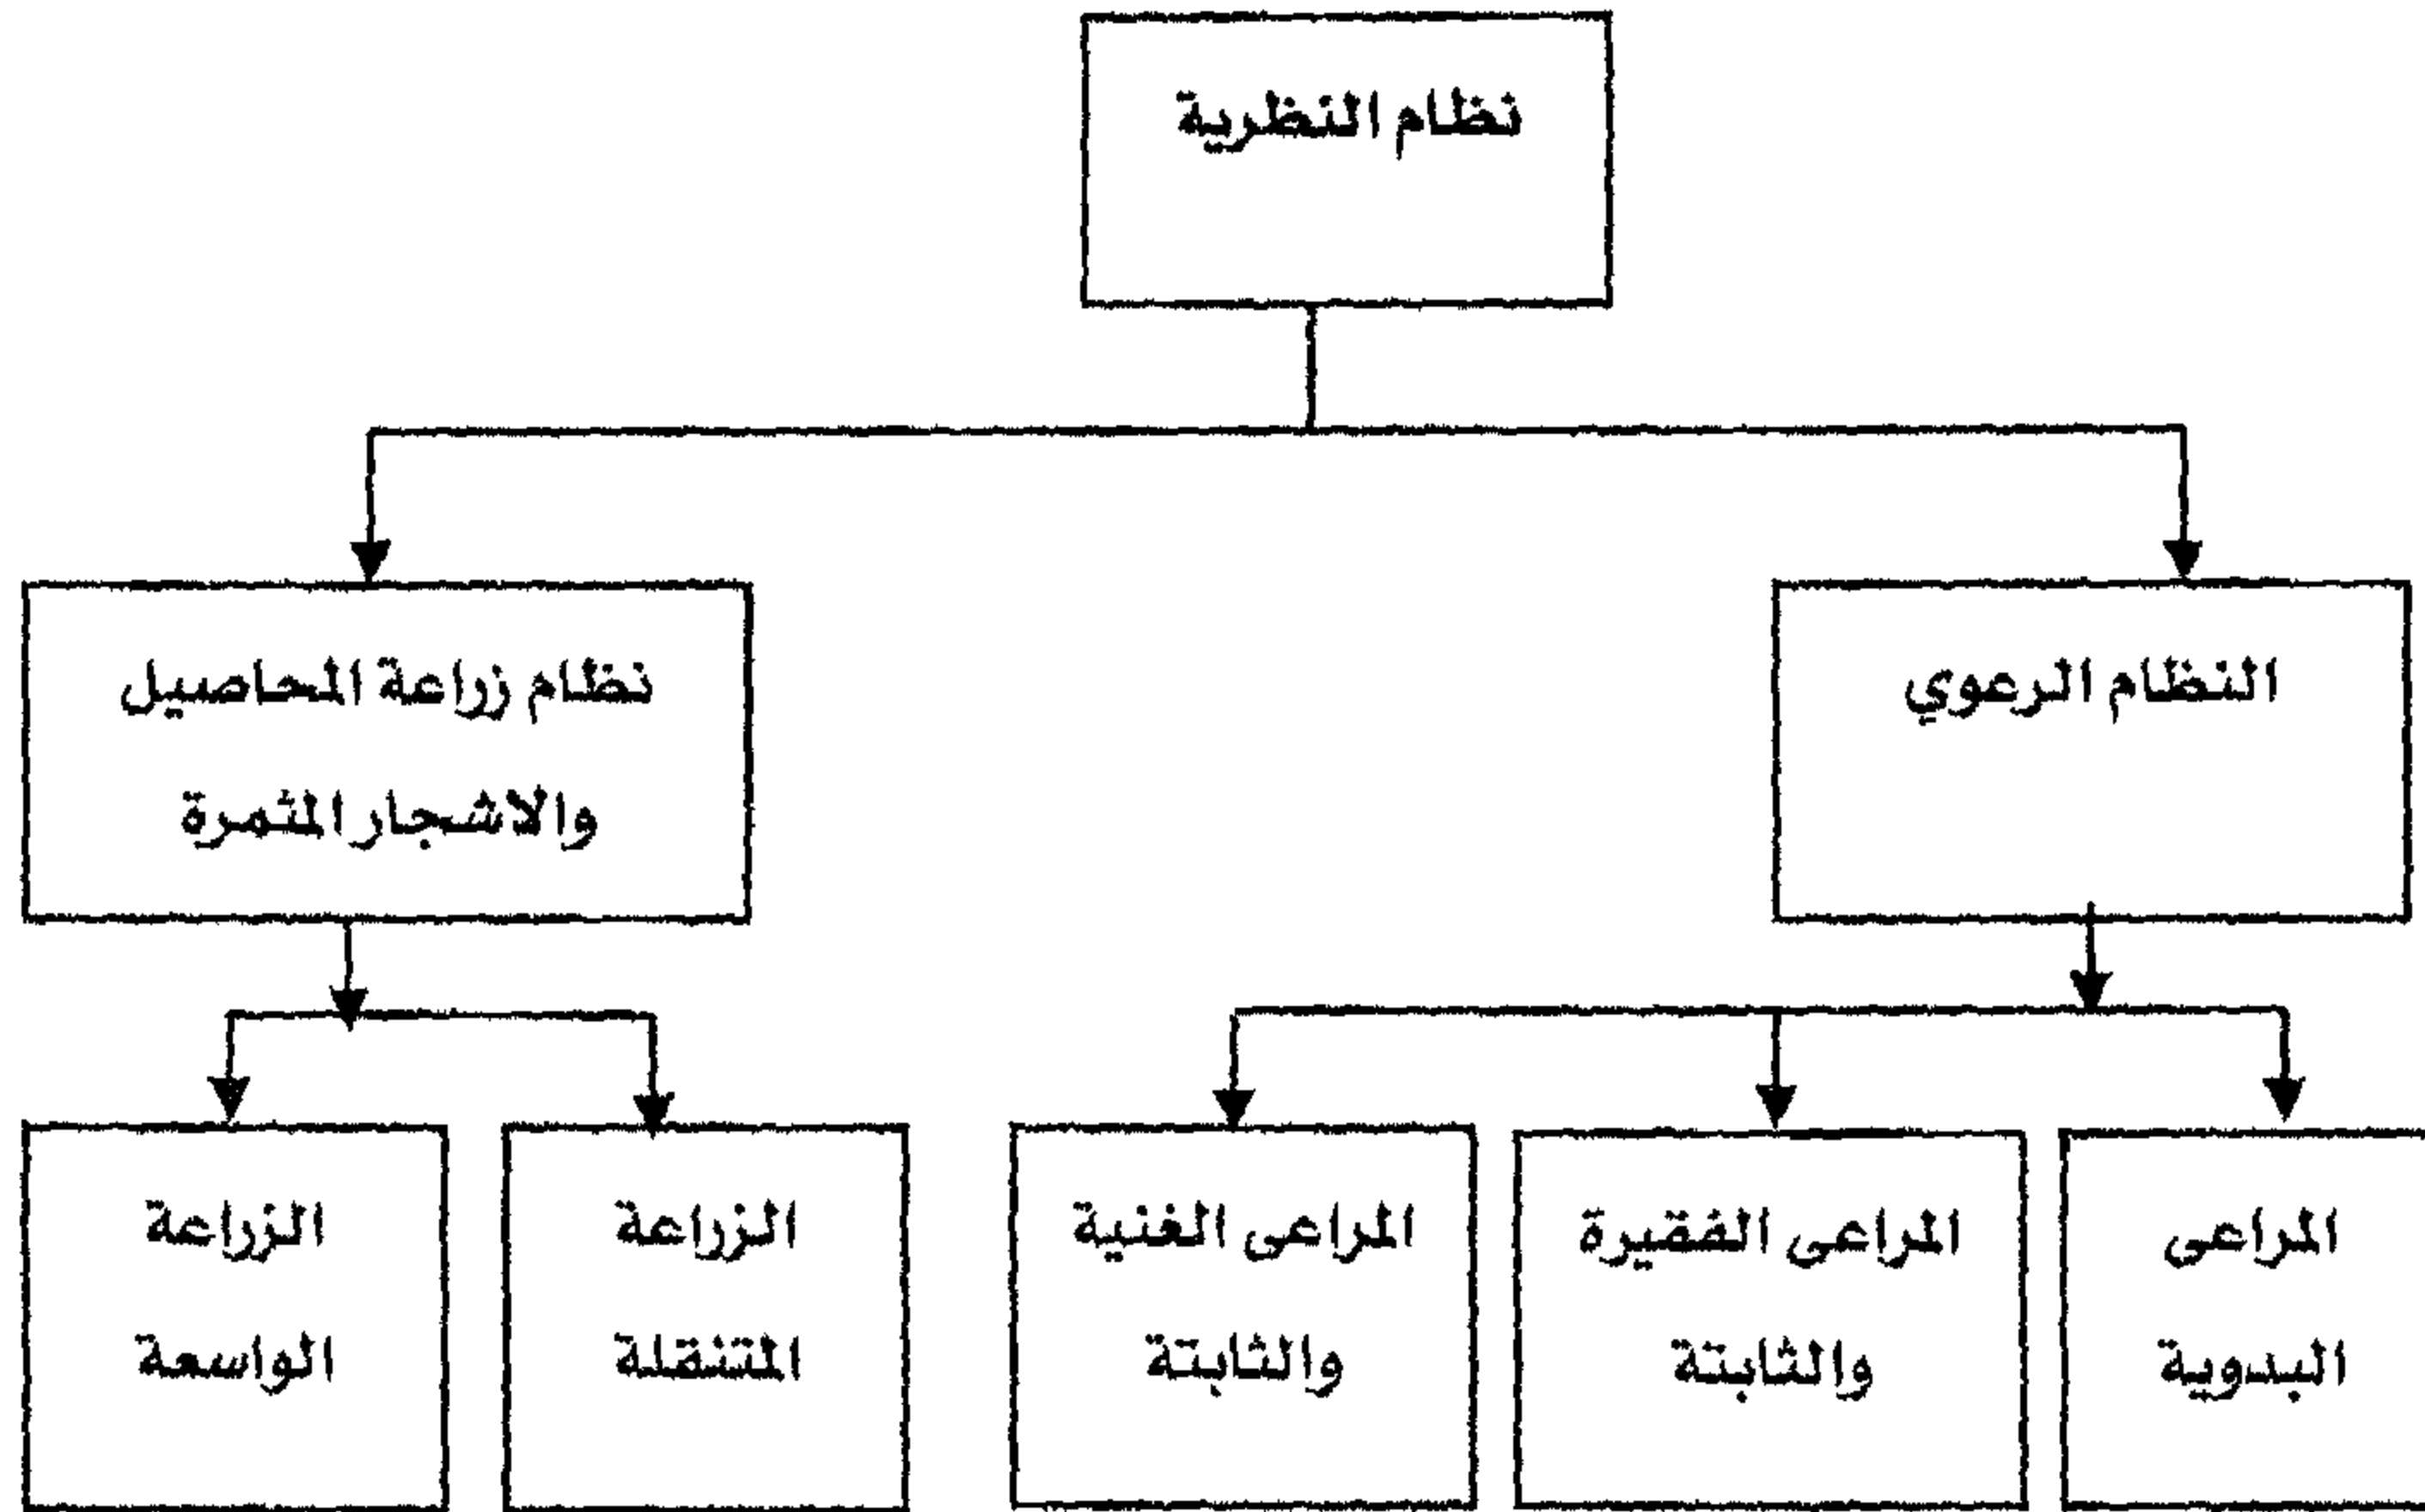 نظام النظرية
النظام الرعوي
نظام زراعة المحاصيل
والاشجار المثمرة
المراعى
البدوية
المراعى الفقيرة
والثابتة
المراعى الغنية
والثابتة
الزراعة
المتنقلة
الزراعة
الواسعة